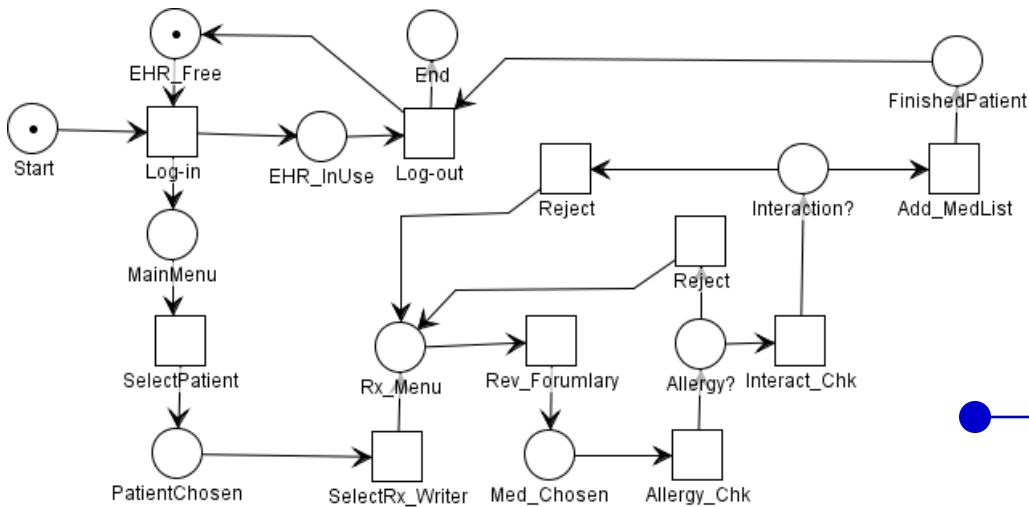 EHR_Free
End
FinishedPatient
Start
Log-in
EHR_InUse
Log-out
Reject
Interaction?
Add_MedList
MainMenu
Reject
SelectPatient
Rx_Menu
Rev_Forumlary
Allergy?
Interact_Chk
PatientChosen
SelectRx_Writer
Med_Chosen
Allergy_Chk